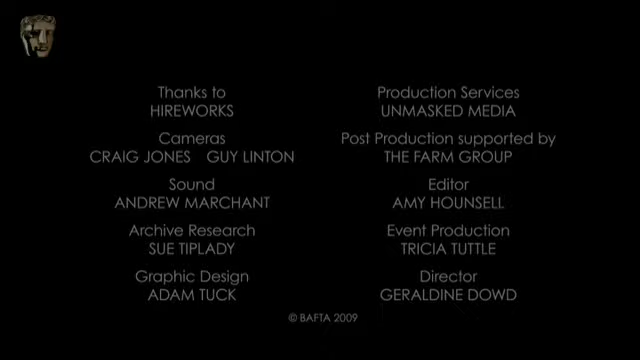 Thanks to
HIREWORKS
Cameras
CRAIG JONES GUY LINTON
Sound
ANDREW MARCHANT
Archive Research
SUE TIPLADY
Graphic Design
ADAM TUCK
Production Services
UNMASKED MEDIA
Post Production supported by
THE FARM GROUP
Editor
AMY HOUNSELL
Event Production
TRICIA TUTTLE
Director
GERALDINE DOWD
© BAFTA 2009